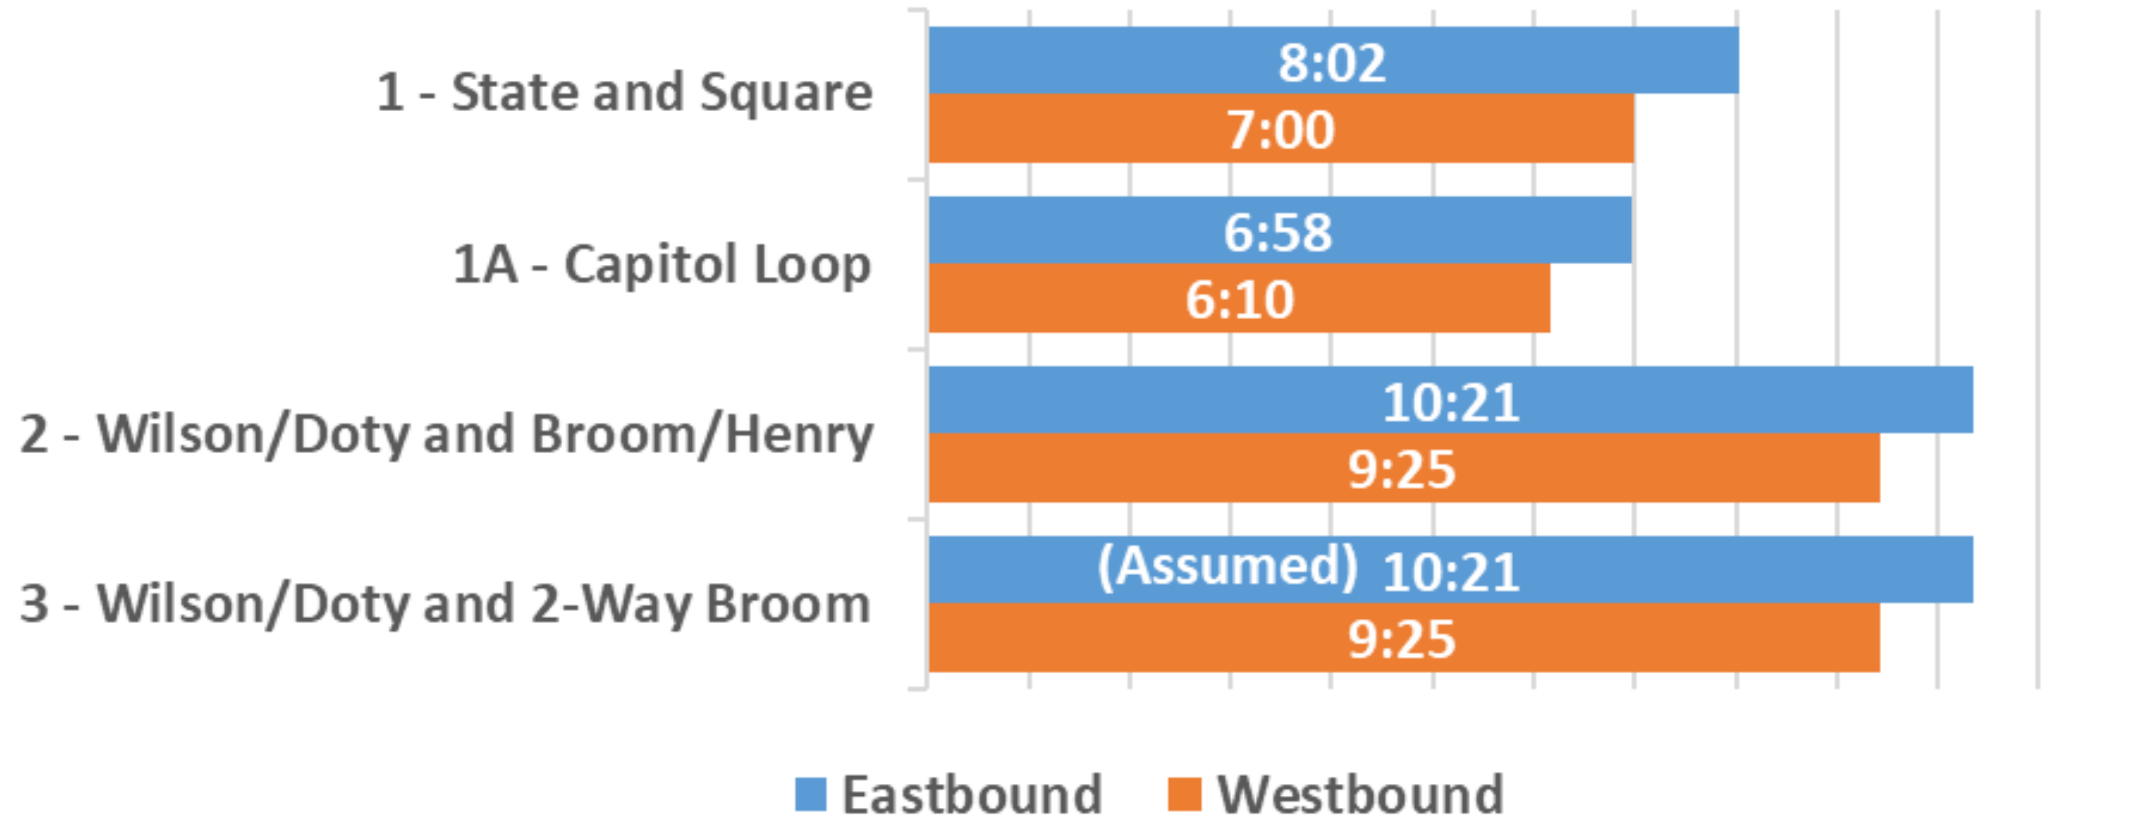 8:02
1 - State and Square
7:00
6:58
1A - Capitol Loop
6:10
10:21
2 - Wilson/Doty and Broom/Henry
9:25
(Assumed) 10:21
3 - Wilson/Doty and 2-Way Broom
9:25
Eastbound Westbound